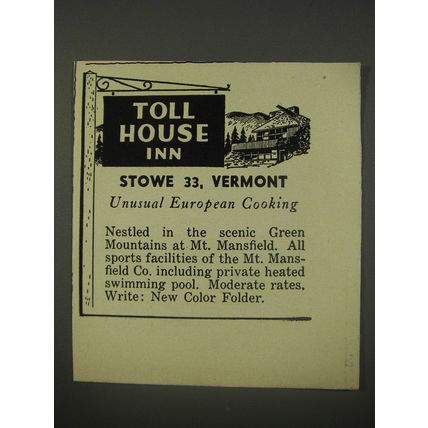 TOLL
HOUSE
INN
STOWE 33, VERMONT
Unusual European Cooking
Nestled in the scenic Green
Mountains at Mt. Mansfield. All
sports facilities of the Mt. Mans-
field Co. including private heated
swimming pool. Moderate rates.
Write: New Color Folder.